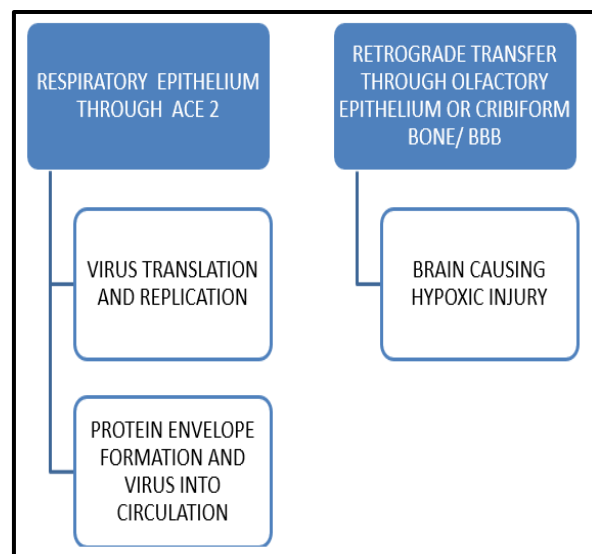 RESPIRATORY EPITHELIUM
THROUGH ACE 2
VIRUS TRANSLATION
AND REPLICATION
PROTEIN ENVELOPE
FORMATION AND
VIRUS INTO
CIRCULATION
RETROGRADE TRANSFER
THROUGH OLFACTORY
EPITHELIUM OR CRIBIFORM
BONE/ BBB
BRAIN CAUSING
HYPOXIC INJURY